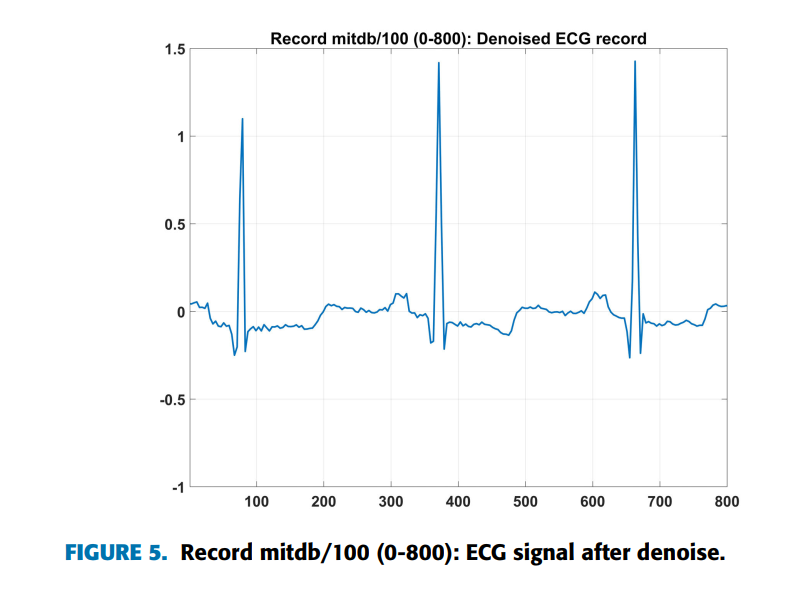 Record mitdb/100 (0-800): Denoised ECG record
1.5
1
0.5
0
-0.5
-1
100 200 300 400 500 600 700 800
FIGURE 5. Record mitdb/100 (0-800): ECG signal after denoise.